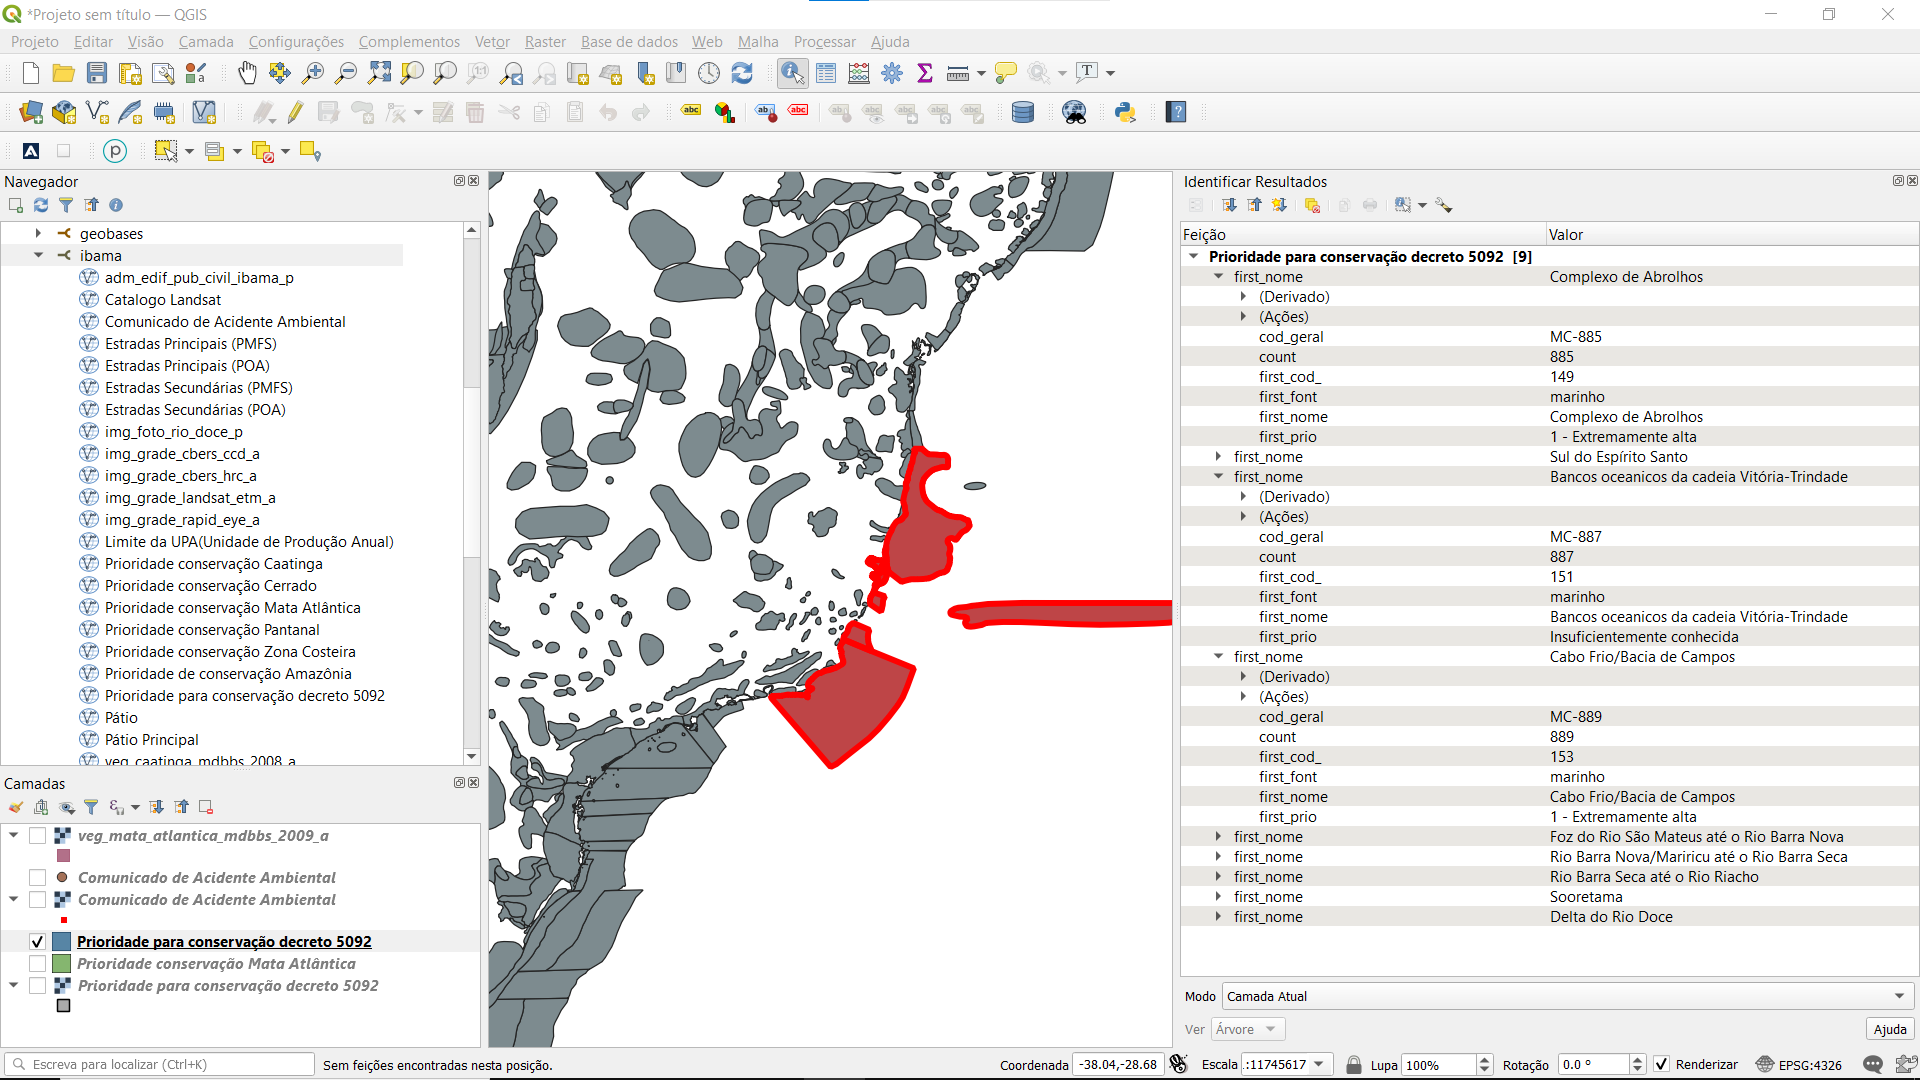 *Projeto sem título — QGIS
Projeto Editar Visão Camada Configurações Complementos Vetor Raster Base de dados Web Malha Processar Ajuda
Navegador
geobases
ibama
adm_edif_pub_civil_ibama_p
Catalogo Landsat
Comunicado de Acidente Ambiental
Estradas Principais (PMFS)
Estradas Principais (POA)
Estradas Secundárias (PMFS)
Estradas Secundárias (POA)
img_foto_rio_doce_p
img_grade_cbers_ccd_a
img_grade_cbers_hrc_a
img_grade_landsat_etm_a
img_grade_rapid_eye_a
Limite da UPA(Unidade de Produção Anual)
Prioridade conservação Caatinga
Prioridade conservação Cerrado
Prioridade conservação Mata Atlântica
Prioridade conservação Pantanal
Prioridade conservação Zona Costeira
Prioridade de conservação Amazônia
Prioridade para conservação decreto 5092
Pátio
Pátio Principal
veg_caatinga_mdbbs_2008_a
Camadas
veg_mata_atlantica_mdbbs_2009_a
Comunicado de Acidente Ambiental
Comunicado de Acidente Ambiental
Prioridade para conservação decreto 5092
Prioridade conservação Mata Atlântica
Prioridade para conservação decreto 5092
Identificar Resultados
Feição Valor
Prioridade para conservação decreto 5092 [9]
first_nome Complexo de Abrolhos
(Derivado)
(Ações)
cod_geral MC-885
count 885
first_cod_ 149
first_font marinho
first_nome Complexo de Abrolhos
first_prio 1 - Extremamente alta
first_nome Sul do Espírito Santo
first_nome Bancos oceanicos da cadeia Vitória-Trindade
(Derivado)
(Ações)
cod_geral MC-887
count 887
first_cod_ 151
first_font marinho
first_nome Bancos oceanicos da cadeia Vitória-Trindade
first_prio Insuficientemente conhecida
first_nome Cabo Frio/Bacia de Campos
(Derivado)
(Ações)
cod_geral MC-889
count 889
first_cod_ 153
first_font marinho
first_nome Cabo Frio/Bacia de Campos
first_prio 1 - Extremamente alta
first_nome Foz do Rio São Mateus até o Rio Barra Nova
first_nome Rio Barra Nova/Mariricu até o Rio Barra Seca
first_nome Rio Barra Seca até o Rio Riacho
first_nome Sooretama
first_nome Delta do Rio Doce
Modo Camada Atual
Ver Árvore Ajuda
Escreva para localizar (Ctrl+K) Sem feições encontradas nesta posição. Coordenada -38.04,-28.68 Escala .:11745617 Lupa 100% Rotação 0.0 ° Renderizar EPSG:4326